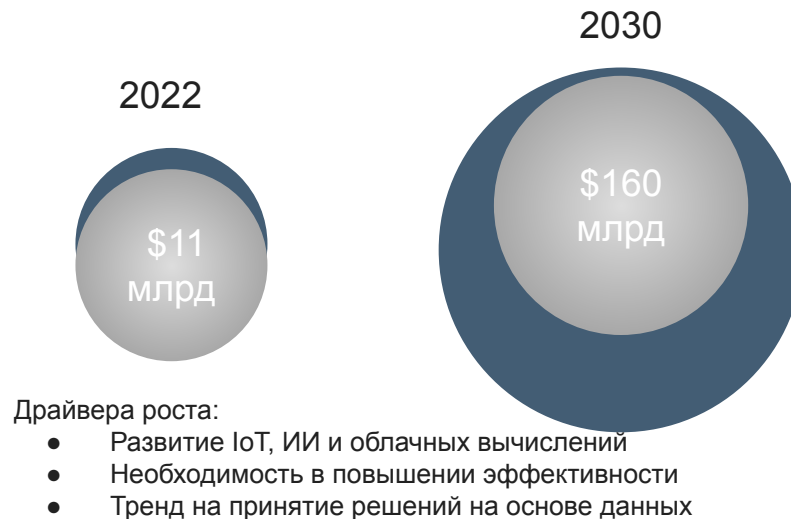 2030
2022
$160
млрд
$11
млрд
Драйвера роста:
● Развитие IoT, ИИ и облачных вычислений
● Необходимость в повышении эффективности
● Тренд на принятие решений на основе данных